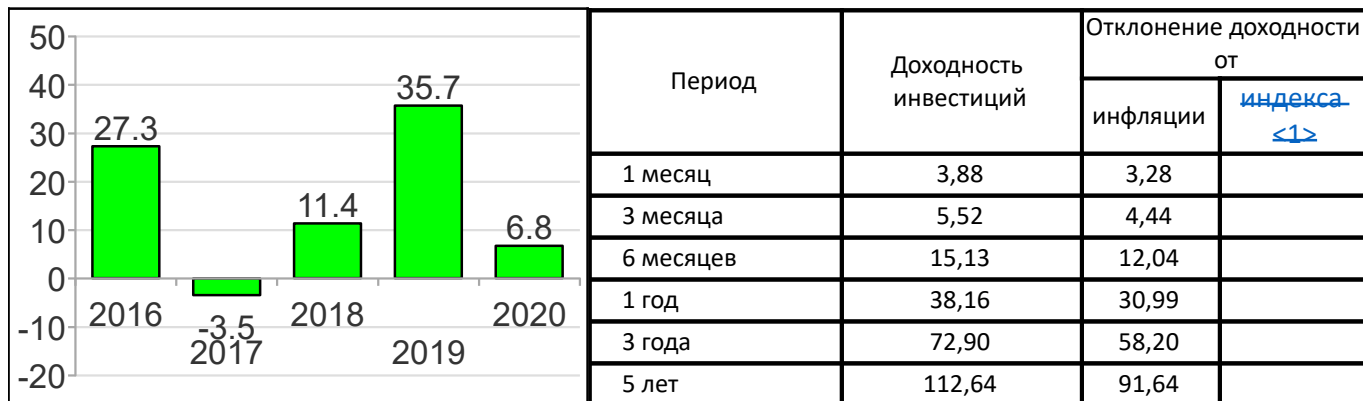 50
40
30
20
10
0
-10
-20
27.3
-3.5
11.4
35.7
6.8
2016
2017
2018
2019
2020
Период
Доходность
инвестиций
Отклонение доходности
от
инфляции
индекса
<1>
1 месяц 3,88 3,28
3 месяца 5,52 4,44
6 месяцев 15,13 12,04
1 год 38,16 30,99
3 года 72,90 58,20
5 лет 112,64 91,64